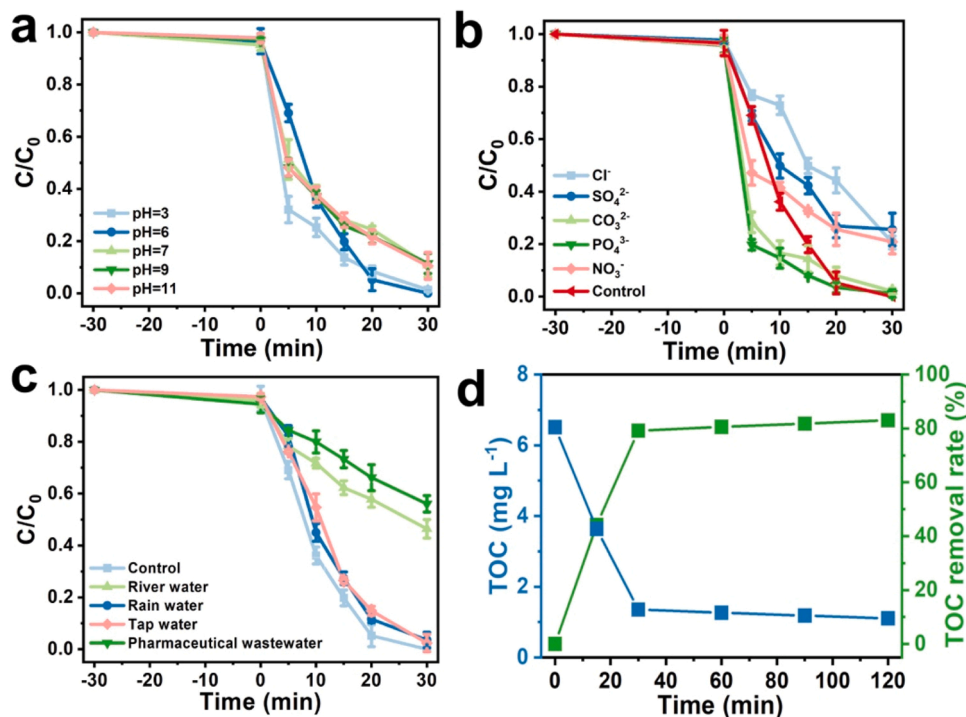 a
C/C₀
1.0
0.8
0.6
0.4
0.2
0.0
pH=3
pH=6
pH=7
pH=9
pH=11
-30 -20 -10 0 10 20 30
Time (min)
b
C/C₀
1.0
0.8
0.6
0.4
0.2
0.0
Cl⁻
SO₄²⁻
CO₃²⁻
PO₄³⁻
NO₃⁻
Control
-30 -20 -10 0 10 20 30
Time (min)
c
C/C₀
1.0
0.8
0.6
0.4
0.2
0.0
Control
River water
Rain water
Tap water
Pharmaceutical wastewater
-30 -20 -10 0 10 20 30
Time (min)
d
TOC (mg L⁻¹)
8
6
4
2
0
TOC removal rate (%)
100
80
60
40
20
0
0 20 40 60 80 100 120
Time (min)